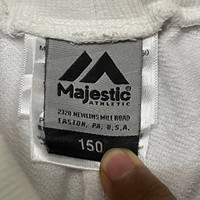 Majestic
ATHLETIC
2320 NEWLINS MILL ROAD
EASTON, PA, U.S.A.
150